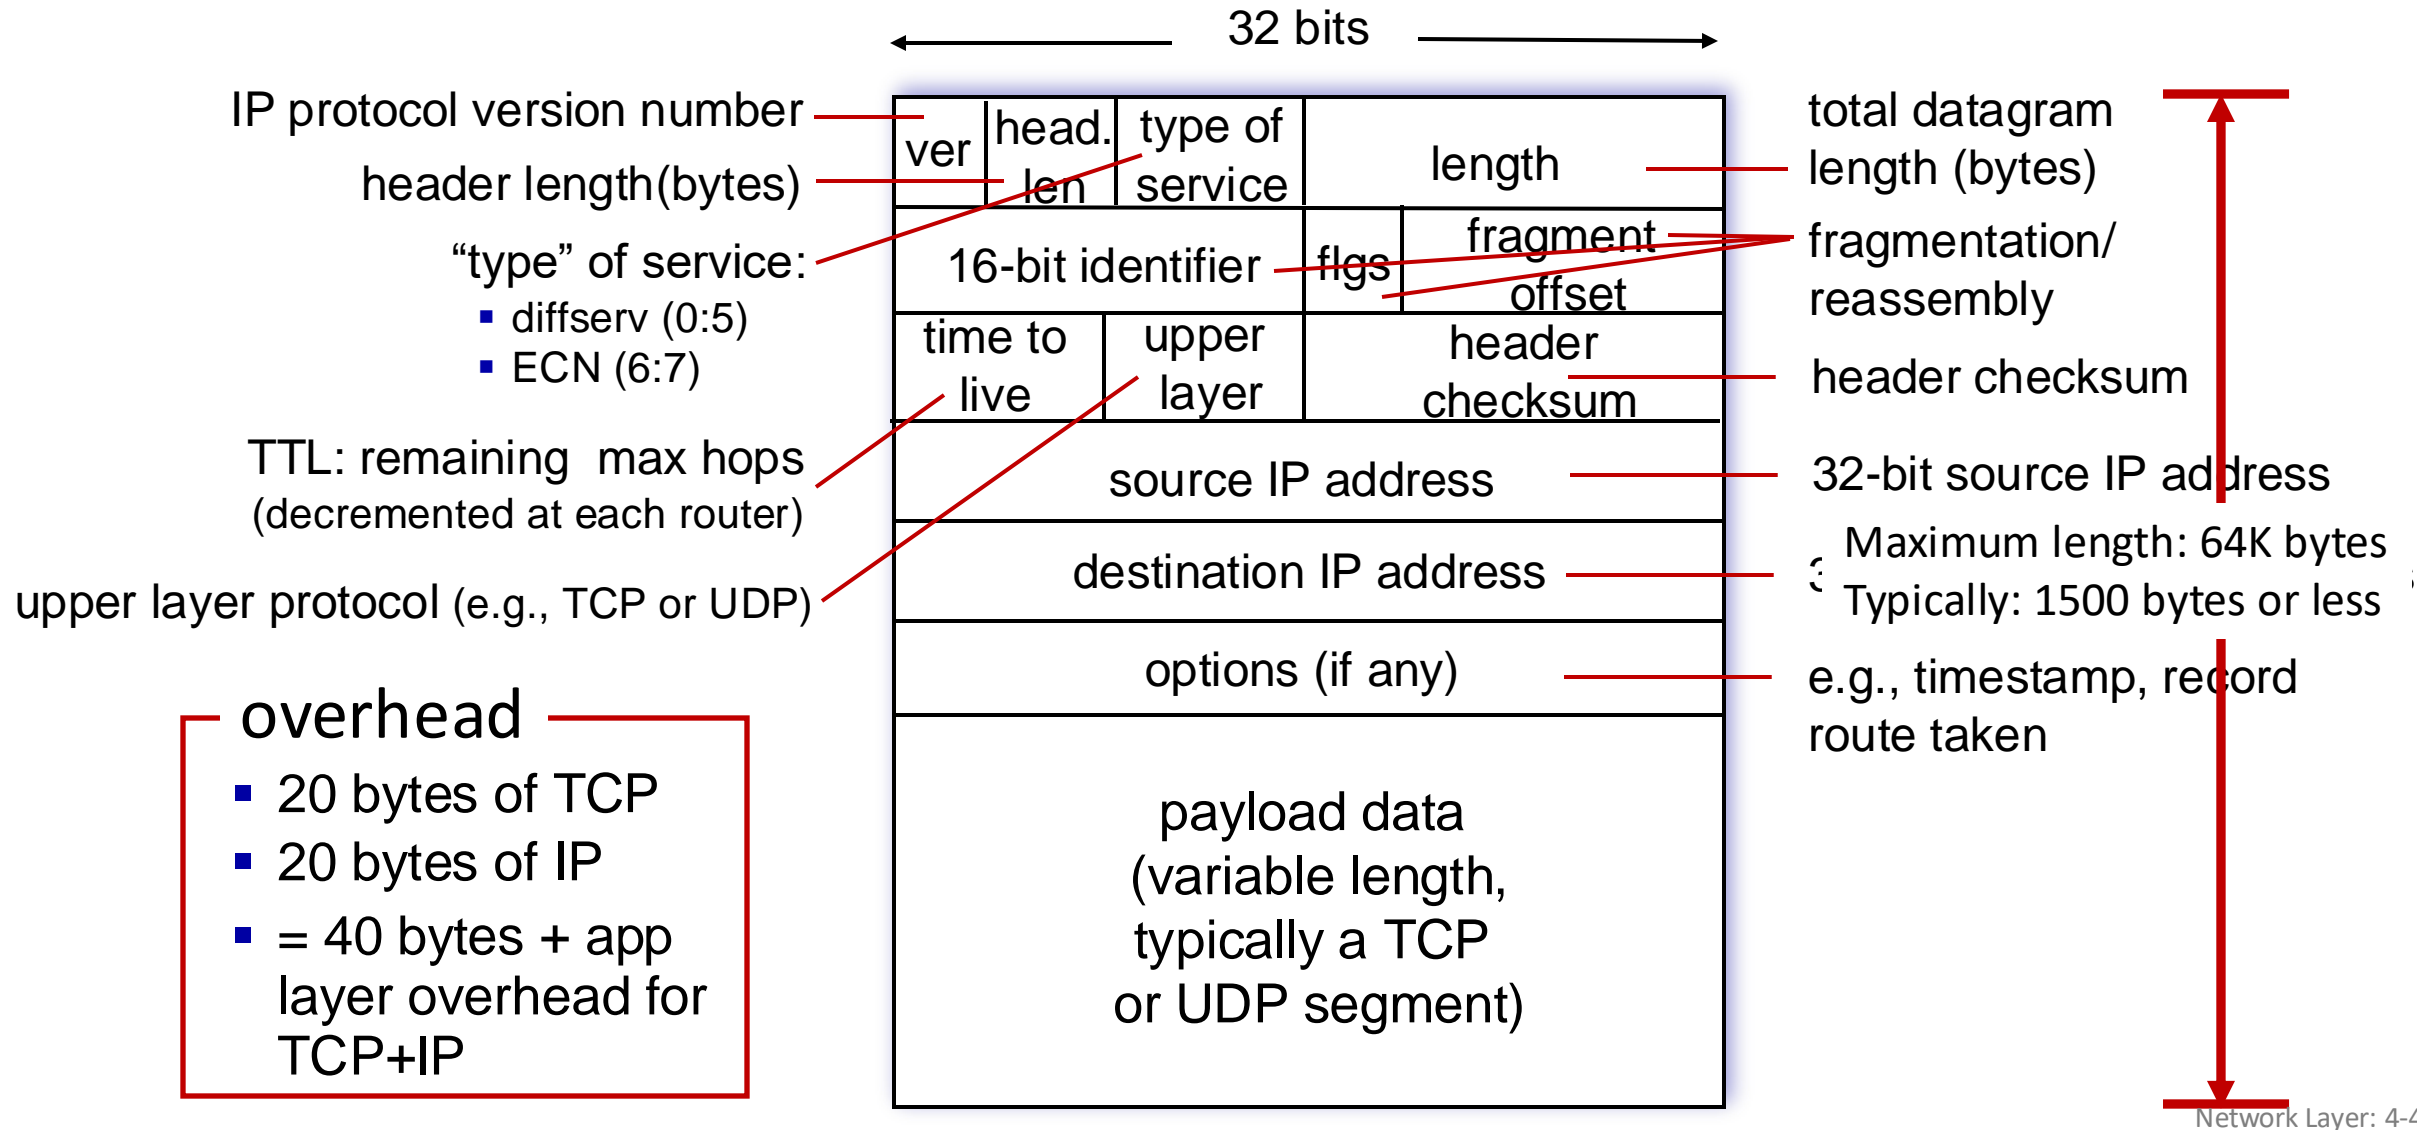 32 bits
IP protocol version number
header length(bytes)
“type” of service:
diffserv (0:5)
ECN (6:7)
TTL: remaining  max hops
(decremented at each router)
upper layer protocol (e.g., TCP or UDP)
overhead
20 bytes of TCP
20 bytes of IP
= 40 bytes + app
layer overhead for
TCP+IP
ver
head.
len
type of
service
length
16-bit identifier
flgs
fragment
offset
time to
live
upper
layer
header
checksum
source IP address
destination IP address
options (if any)
payload data
(variable length,
typically a TCP
or UDP segment)
total datagram
length (bytes)
fragmentation/
reassembly
header checksum
32-bit source IP address
Maximum length: 64K bytes
Typically: 1500 bytes or less
e.g., timestamp, record
route taken
Network Layer: 4-4